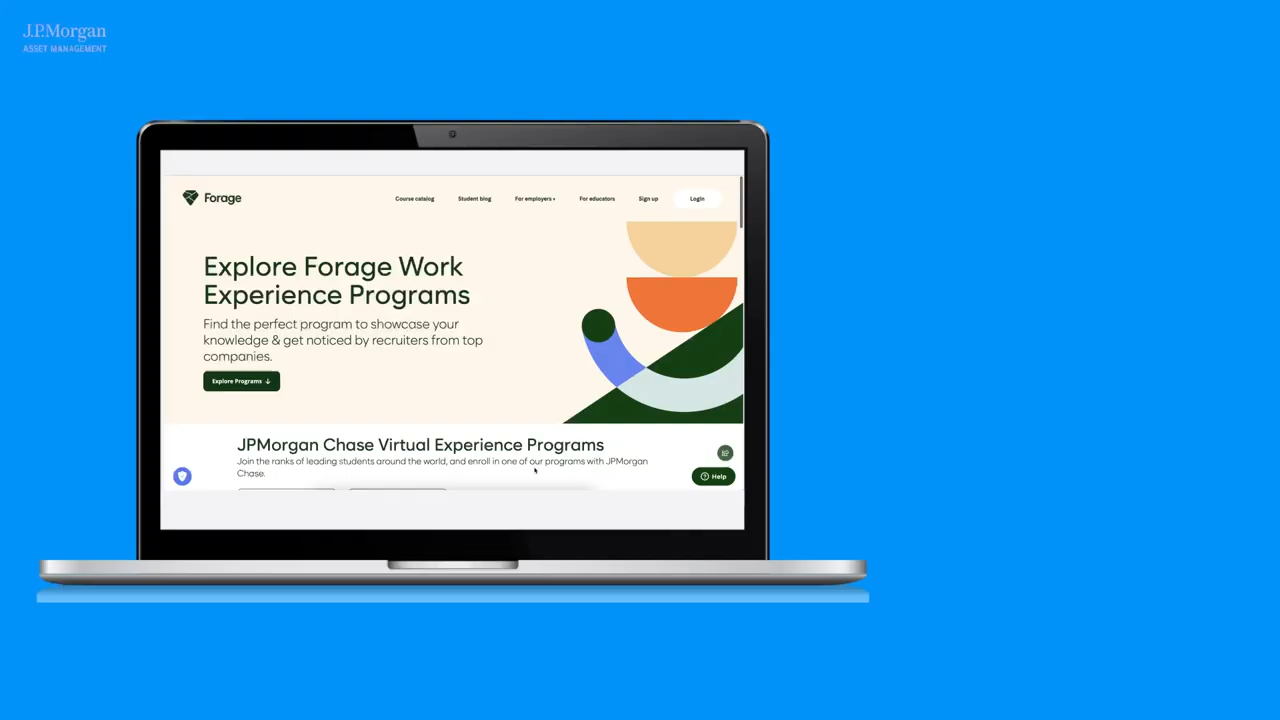 J.P.Morgan
ASSET MANAGEMENT
Forage
Course catalog
Student blog
For employers
For educators
Sign up
Login
Explore Forage Work
Experience Programs
Find the perfect program to showcase your
knowledge & get noticed by recruiters from top
companies.
Explore Programs ↓
JPMorgan Chase Virtual Experience Programs
Join the ranks of leading students around the world, and enroll in one of our programs with JPMorgan
Chase.
Help